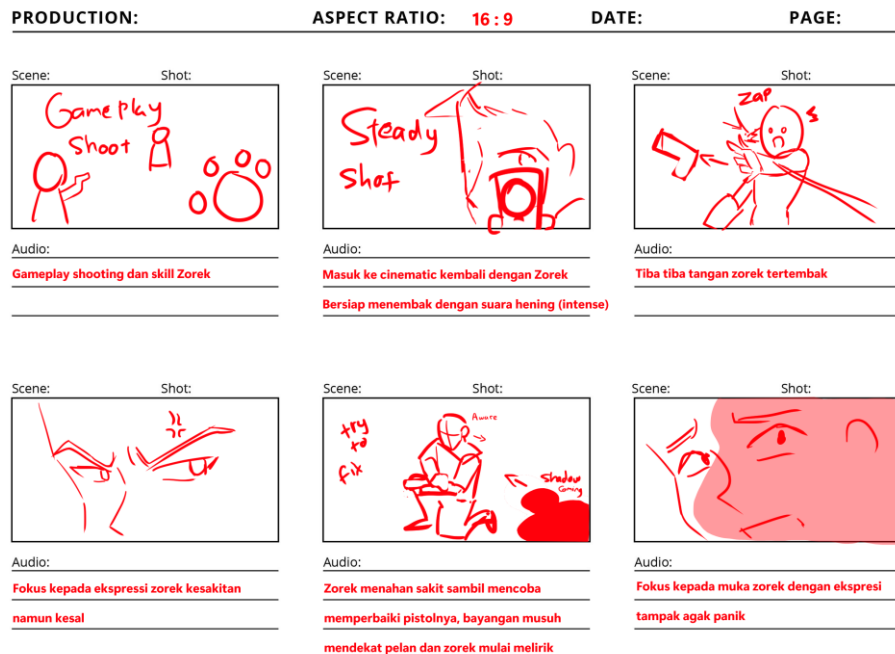 PRODUCTION: ASPECT RATIO: 16 : 9 DATE: PAGE:
Scene: Shot:
Gameplay
Shoot
Audio:
Gameplay shooting dan skill Zorek
Scene: Shot:
Steady
Shot
Audio:
Masuk ke cinematic kembali dengan Zorek
Bersiap menembak dengan suara hening (intense)
Scene: Shot:
Zap
Audio:
Tiba tiba tangan zorek tertembak
Scene: Shot:
Audio:
Fokus kepada ekspressi zorek kesakitan
namun kesal
Scene: Shot:
try
to
fix
Aware
Shadow
Coming
Audio:
Zorek menahan sakit sambil mencoba
memperbaiki pistolnya, bayangan musuh
mendekat pelan dan zorek mulai melirik
Scene: Shot:
Audio:
Fokus kepada muka zorek dengan ekspresi
tampak agak panik